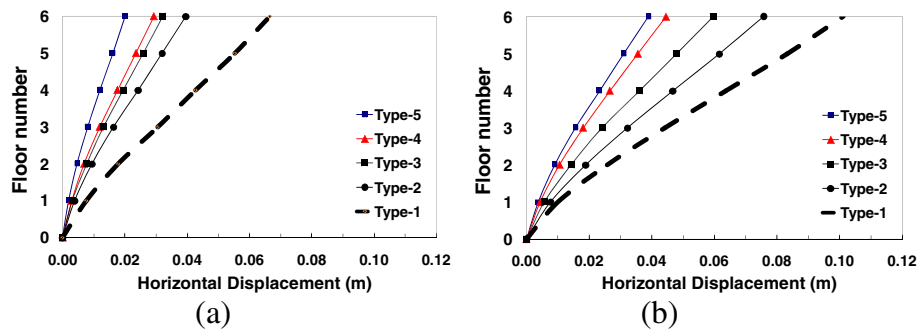 6
5
4
3
2
1
0
Floor number
Type-5
Type-4
Type-3
Type-2
Type-1
0.00 0.02 0.04 0.06 0.08 0.10 0.12
Horizontal Displacement (m)
(a)
6
5
4
3
2
1
0
Floor number
Type-5
Type-4
Type-3
Type-2
Type-1
0.00 0.02 0.04 0.06 0.08 0.10 0.12
Horizontal Displacement (m)
(b)